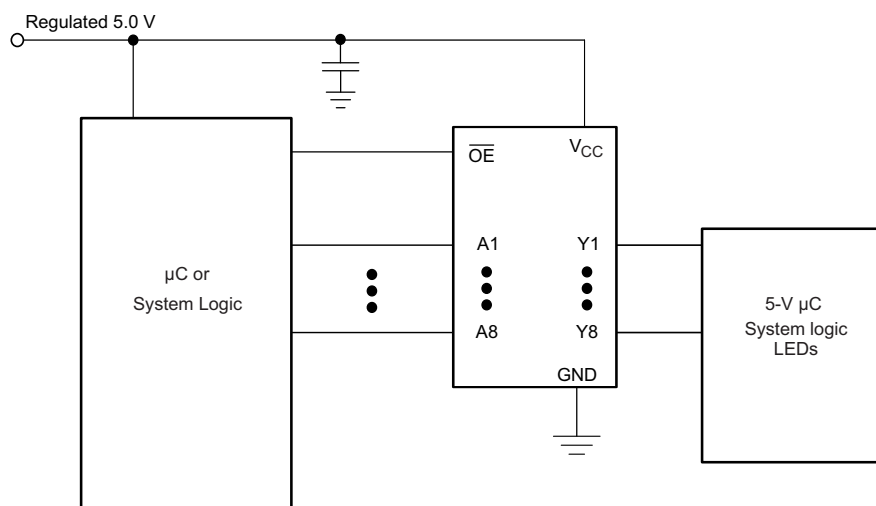 Regulated 5.0 V
OE
VCC
A1
Y1
µC or
System Logic
A8
Y8
5-V µC
System logic
LEDs
GND